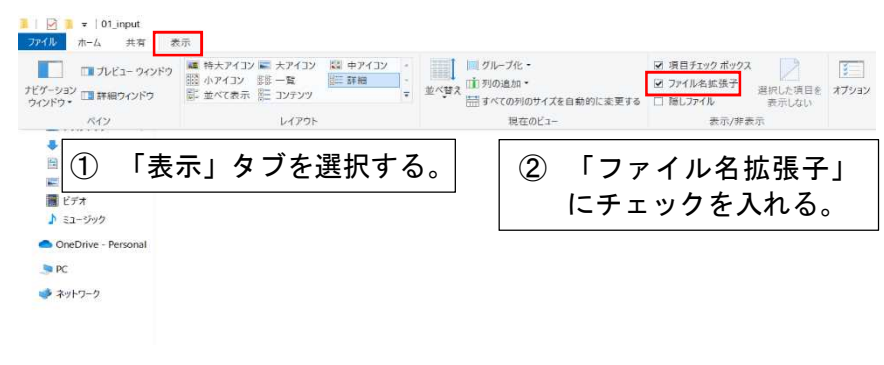 01_input
ファイル ホーム 共有 表示
ナビゲーション ウィンドウ
プレビュー ウィンドウ
詳細ウィンドウ
ペイン
特大アイコン 大アイコン 中アイコン
小アイコン 一覧 詳細
並べて表示 コンテンツ
レイアウト
並べ替え
グループ化
列の追加
すべての列のサイズを自動的に変更する
現在のビュー
項目チェック ボックス
ファイル名拡張子
隠しファイル
選択した項目を
表示しない
表示/非表示
オプション
① 「表示」タブを選択する。
② 「ファイル名拡張子」
にチェックを入れる。
ビデオ
ミュージック
OneDrive - Personal
PC
ネットワーク